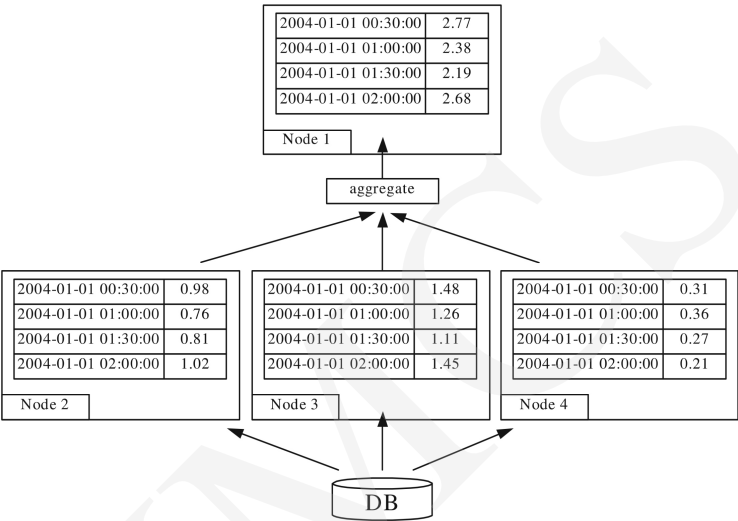 2004-01-01 00:30:00 2.77
2004-01-01 01:00:00 2.38
2004-01-01 01:30:00 2.19
2004-01-01 02:00:00 2.68
Node 1
aggregate
2004-01-01 00:30:00 0.98
2004-01-01 01:00:00 0.76
2004-01-01 01:30:00 0.81
2004-01-01 02:00:00 1.02
Node 2
2004-01-01 00:30:00 1.48
2004-01-01 01:00:00 1.26
2004-01-01 01:30:00 1.11
2004-01-01 02:00:00 1.45
Node 3
2004-01-01 00:30:00 0.31
2004-01-01 01:00:00 0.36
2004-01-01 01:30:00 0.27
2004-01-01 02:00:00 0.21
Node 4
DB